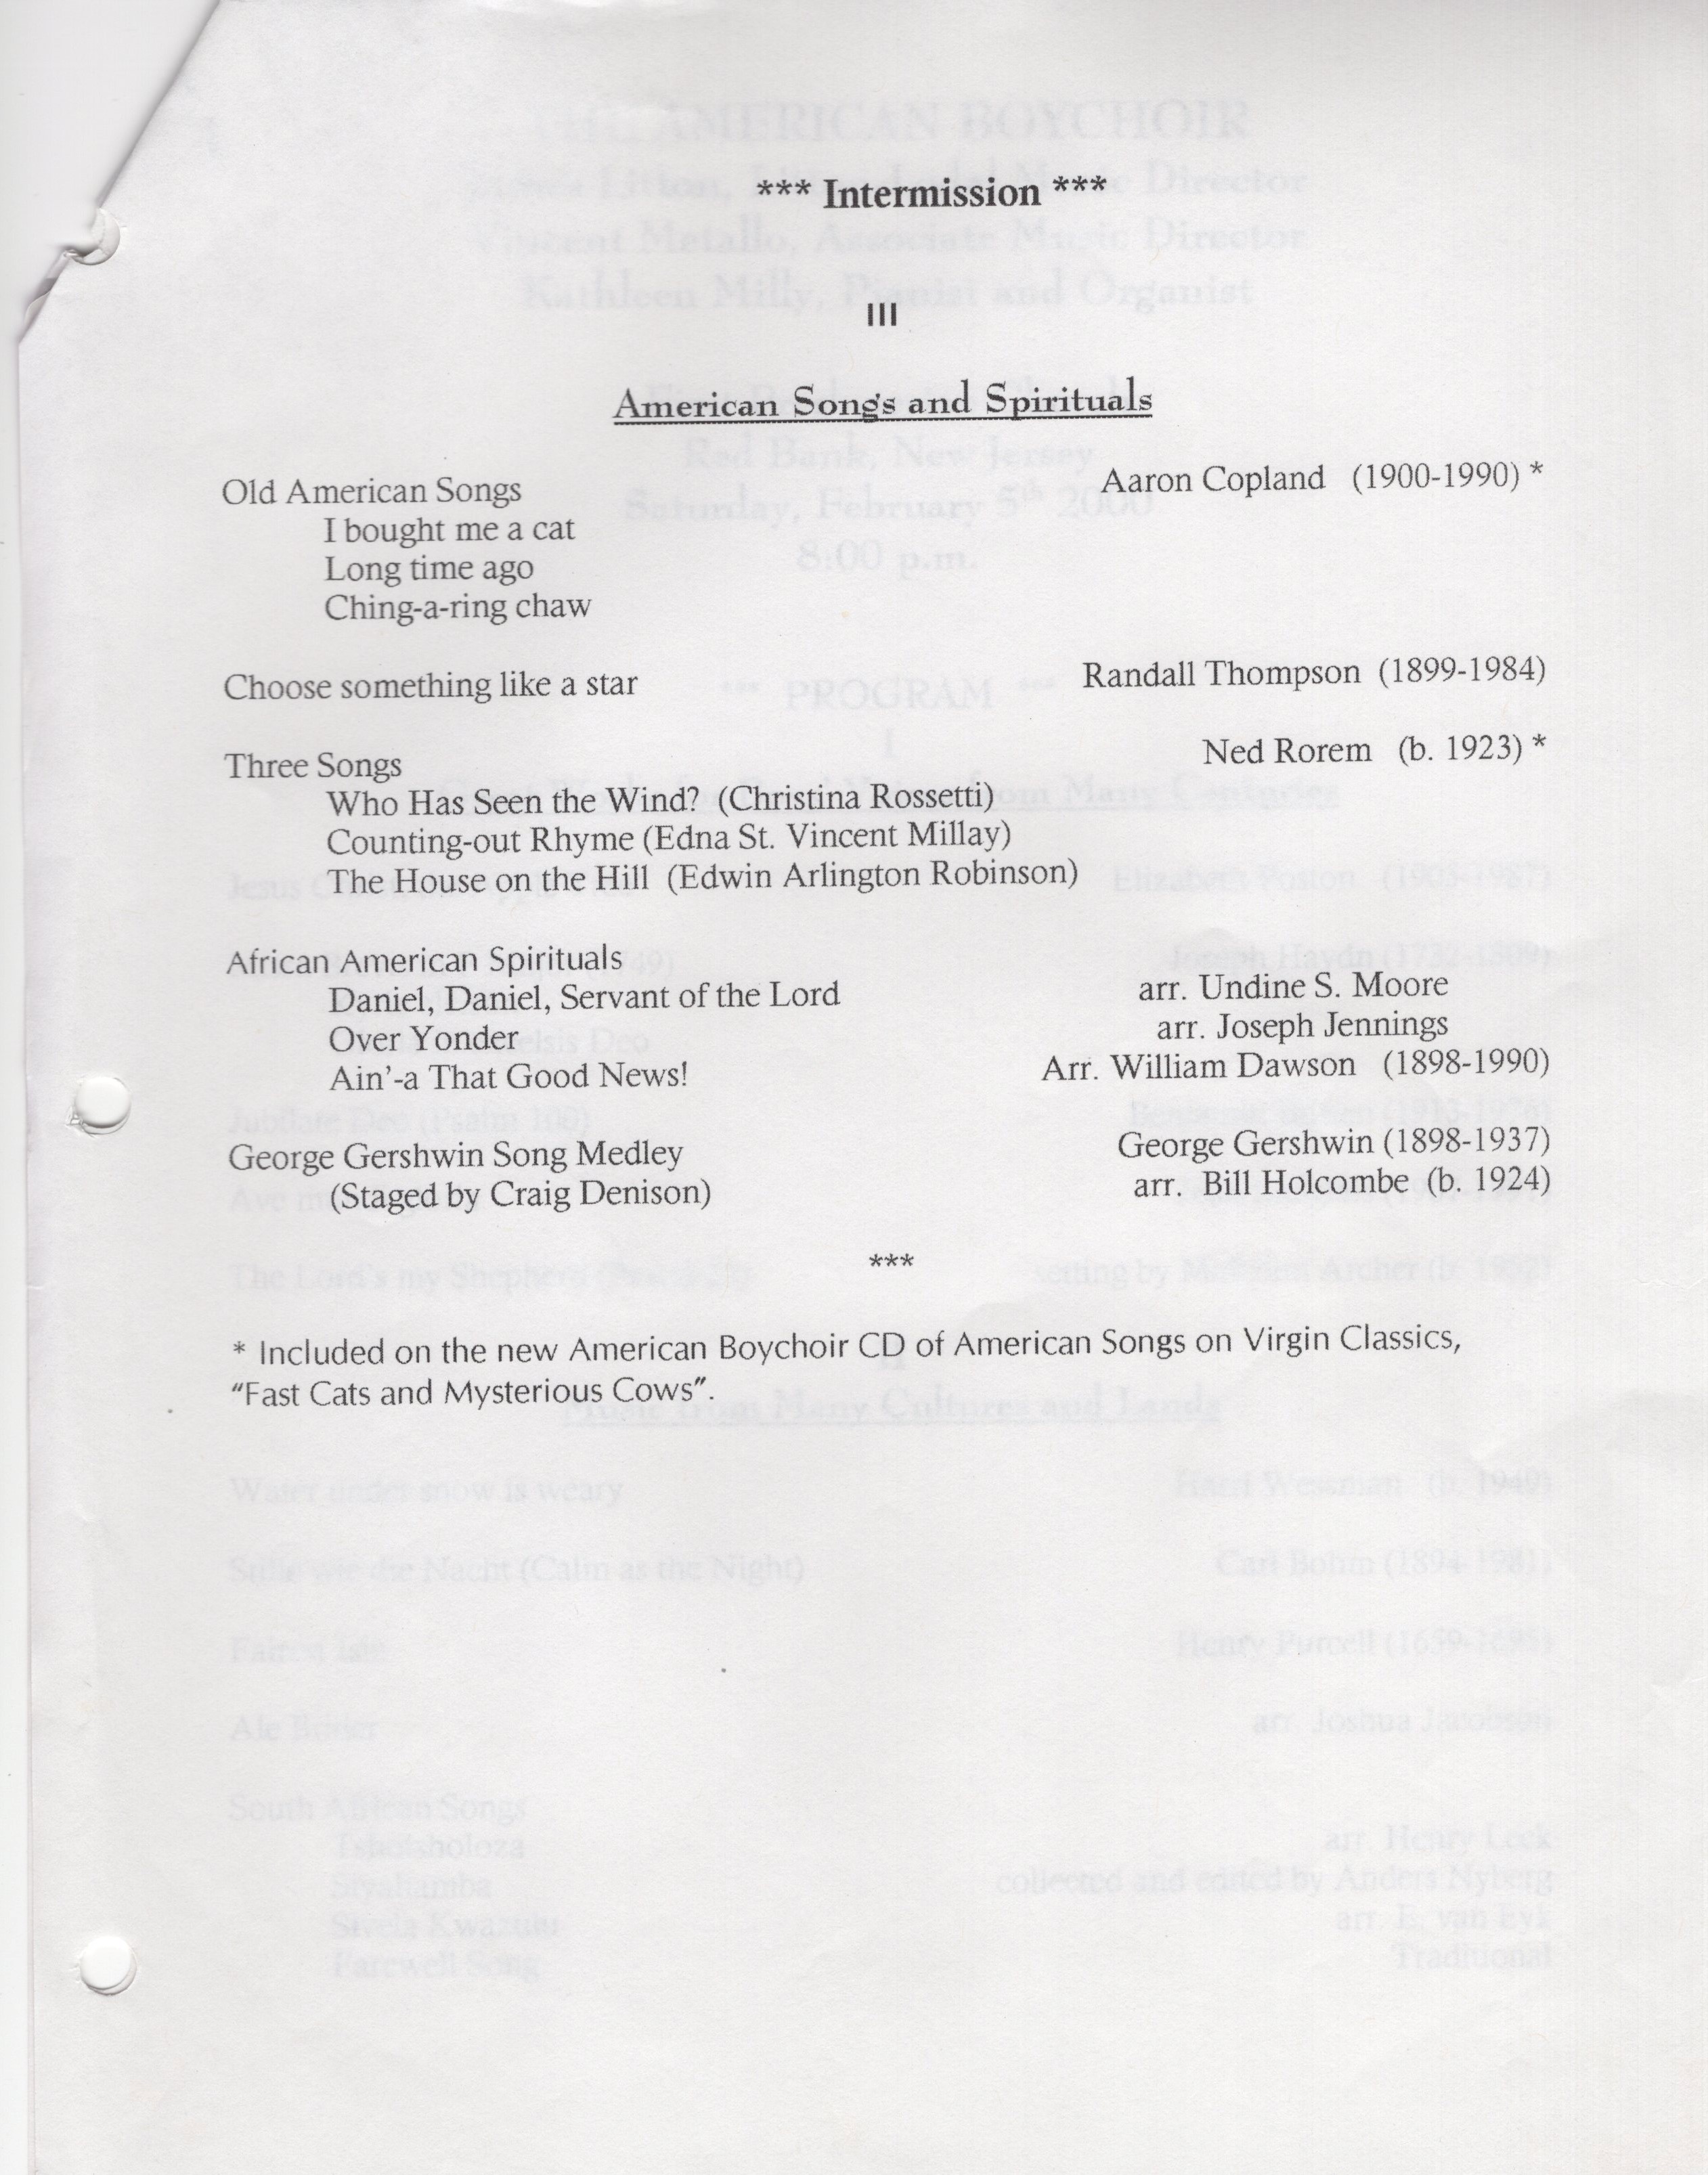 *** Intermission ***
III
American Songs and Spirituals
Old American Songs Aaron Copland (1900-1990) *
I bought me a cat
Long time ago
Ching-a-ring chaw
Choose something like a star Randall Thompson (1899-1984)
Three Songs Ned Rorem (b. 1923) *
Who Has Seen the Wind? (Christina Rossetti)
Counting-out Rhyme (Edna St. Vincent Millay)
The House on the Hill (Edwin Arlington Robinson)
African American Spirituals
Daniel, Daniel, Servant of the Lord arr. Undine S. Moore
Over Yonder arr. Joseph Jennings
Ain'-a That Good News! Arr. William Dawson (1898-1990)
George Gershwin Song Medley George Gershwin (1898-1937)
(Staged by Craig Denison) arr. Bill Holcombe (b. 1924)
***
* Included on the new American Boychoir CD of American Songs on Virgin Classics,
“Fast Cats and Mysterious Cows”.